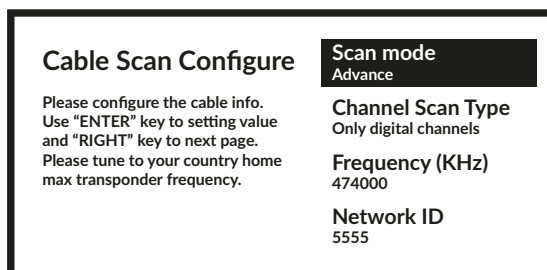 Cable Scan Configure
Please configure the cable info.
Use “ENTER” key to setting value
and “RIGHT” key to next page.
Please tune to your country home
max transponder frequency.
Scan mode
Advance
Channel Scan Type
Only digital channels
Frequency (KHz)
474000
Network ID
5555